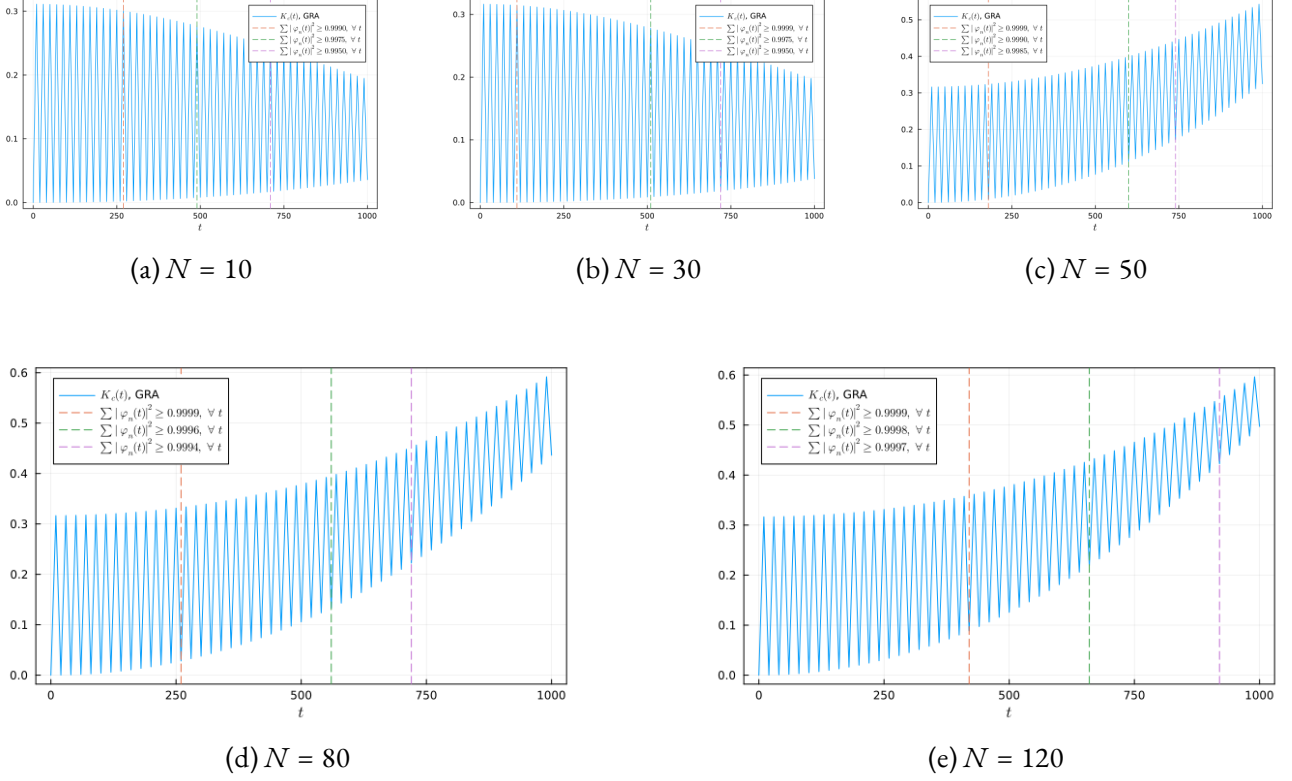 0.3
0.2
0.1
0.0
0 250 500 750 1000
t
K_c(t), GRA
∑ |φ_n(t)|² ≥ 0.9990, ∀ t
∑ |φ_n(t)|² ≥ 0.9975, ∀ t
∑ |φ_n(t)|² ≥ 0.9950, ∀ t
(a) N = 10
0.3
0.2
0.1
0.0
0 250 500 750 1000
t
K_c(t), GRA
∑ |φ_n(t)|² ≥ 0.9999, ∀ t
∑ |φ_n(t)|² ≥ 0.9975, ∀ t
∑ |φ_n(t)|² ≥ 0.9950, ∀ t
(b) N = 30
0.5
0.4
0.3
0.2
0.1
0.0
0 250 500 750 1000
t
K_c(t), GRA
∑ |φ_n(t)|² ≥ 0.9999, ∀ t
∑ |φ_n(t)|² ≥ 0.9990, ∀ t
∑ |φ_n(t)|² ≥ 0.9985, ∀ t
(c) N = 50
0.6
0.5
0.4
0.3
0.2
0.1
0.0
0 250 500 750 1000
t
K_c(t), GRA
∑ |φ_n(t)|² ≥ 0.9999, ∀ t
∑ |φ_n(t)|² ≥ 0.9996, ∀ t
∑ |φ_n(t)|² ≥ 0.9994, ∀ t
(d) N = 80
0.6
0.5
0.4
0.3
0.2
0.1
0.0
0 250 500 750 1000
t
K_c(t), GRA
∑ |φ_n(t)|² ≥ 0.9999, ∀ t
∑ |φ_n(t)|² ≥ 0.9998, ∀ t
∑ |φ_n(t)|² ≥ 0.9997, ∀ t
(e) N = 120